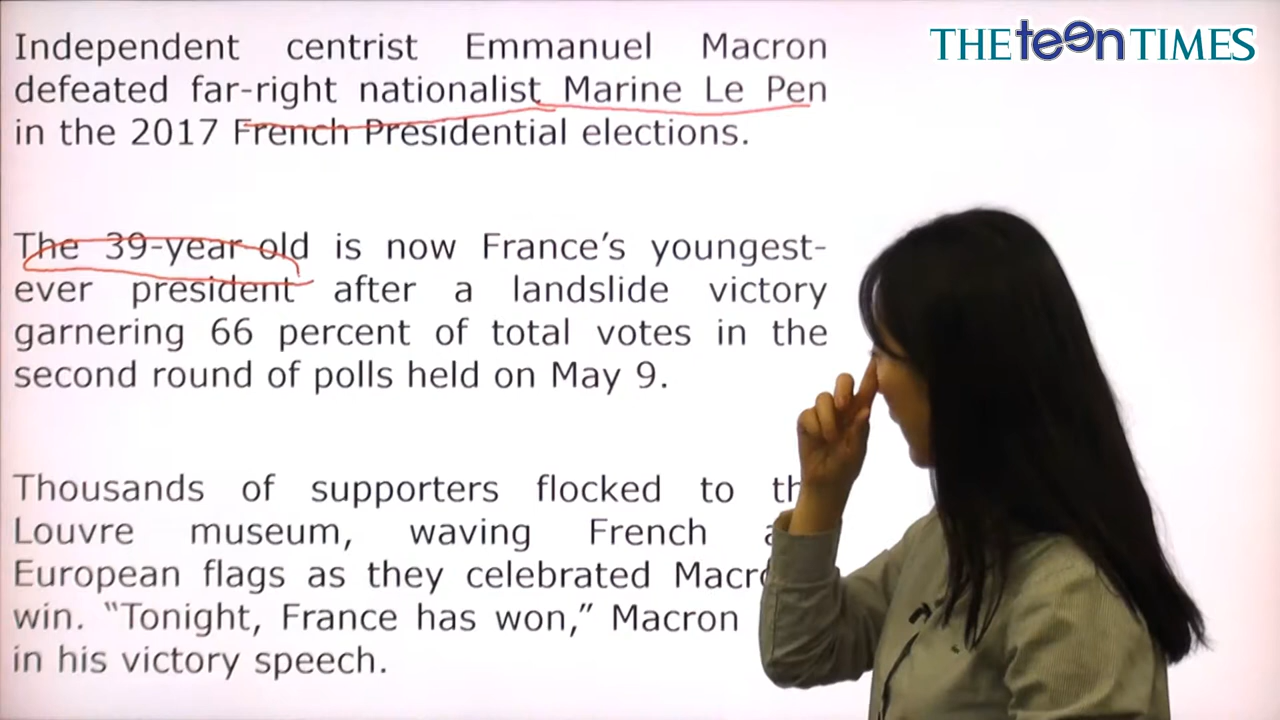 THE teen TIMES
Independent centrist Emmanuel Macron
defeated far-right nationalist Marine Le Pen
in the 2017 French Presidential elections.
The 39-year old is now France's youngest-
ever president after a landslide victory
garnering 66 percent of total votes in the
second round of polls held on May 9.
Thousands of supporters flocked to
Louvre museum, waving French
European flags as they celebrated
win. “Tonight, France has won,” Macron
in his victory speech.